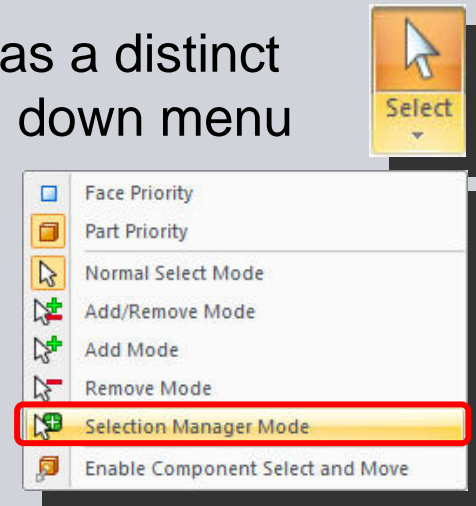 as a distinct
down menu
Select
Face Priority
Part Priority
Normal Select Mode
Add/Remove Mode
Add Mode
Remove Mode
Selection Manager Mode
Enable Component Select and Move